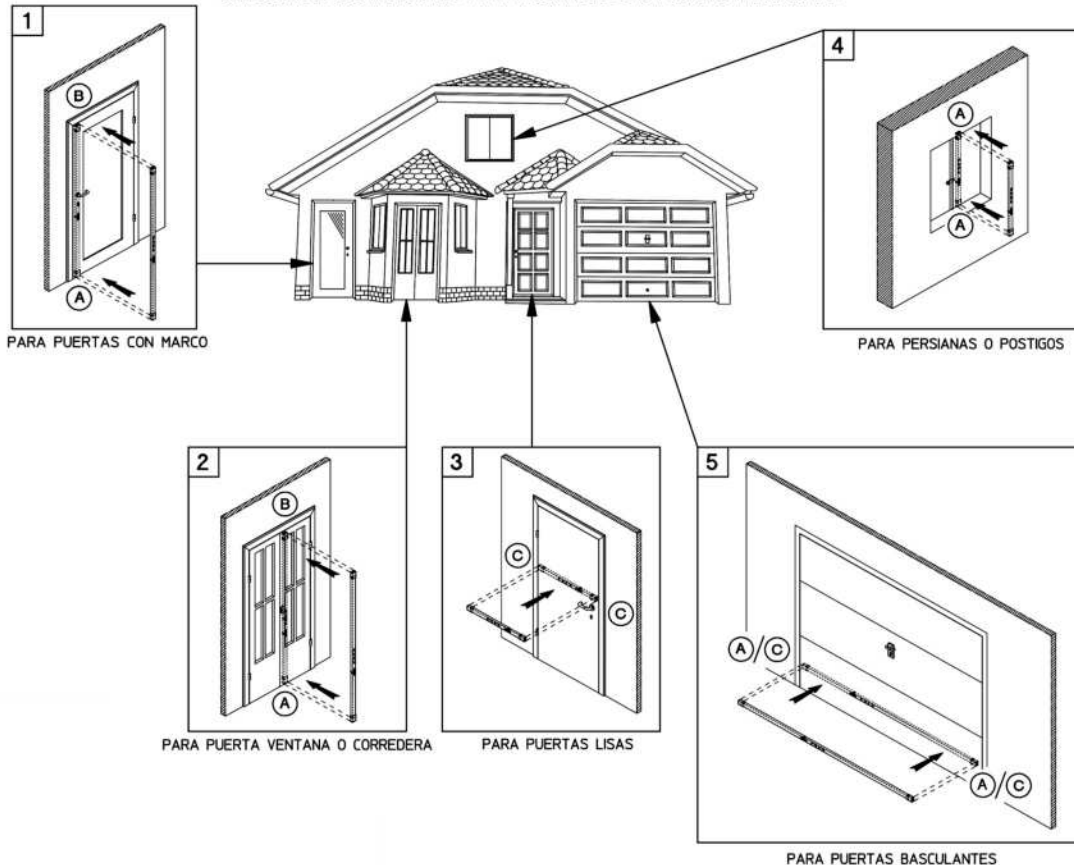 1
B
A
PARA PUERTAS CON MARCO
4
A
A
PARA PERSIANAS O POSTIGOS
2
B
A
PARA PUERTA VENTANA O CORREDERA
3
C
C
PARA PUERTAS LISAS
5
A/C
A/C
PARA PUERTAS BASCULANTES